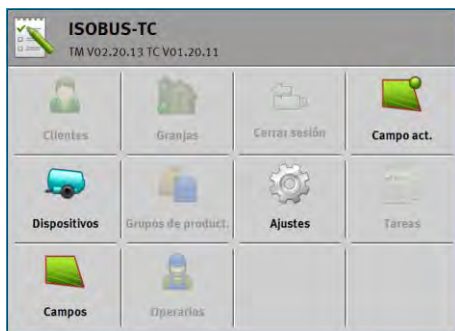 ISOBUS-TC
TM V02.20.13 TC V01.20.11
Clientes
Granjas
Cerrar sesión
Campo act.
Dispositivos
Grupos de product.
Ajustes
Tareas
Campos
Operarios